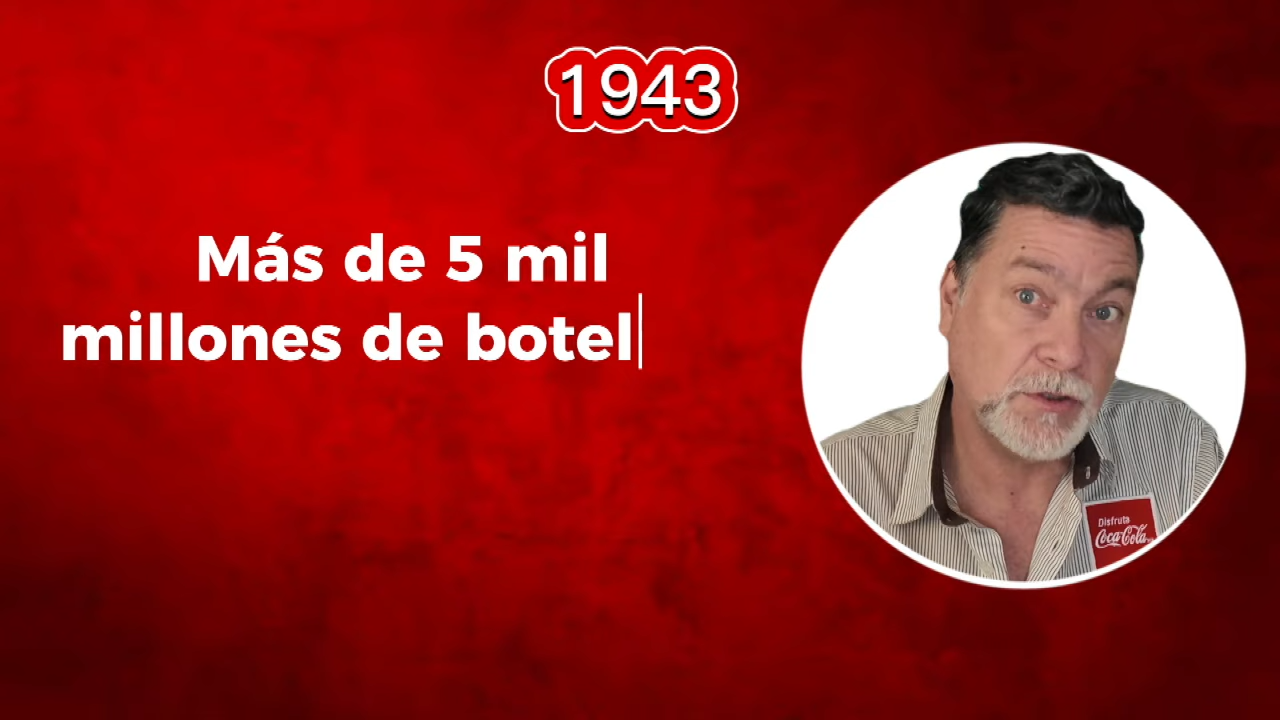 1943
Más de 5 mil
millones de botel
Disfruta
Coca-Cola